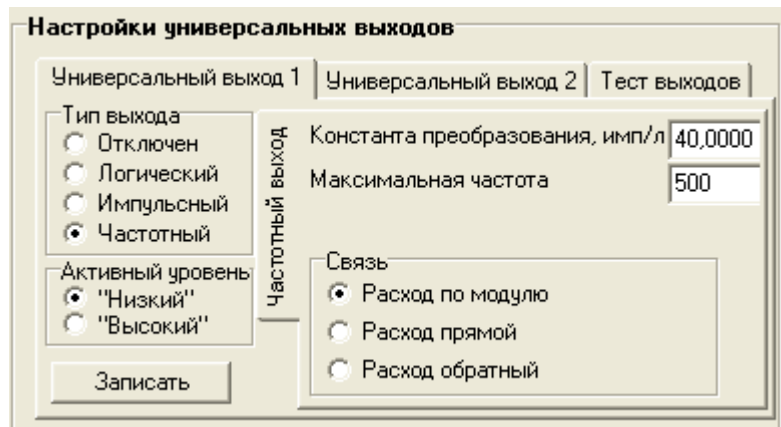 Настройки универсальных выходов
Универсальный выход 1
Универсальный выход 2
Тест выходов
Тип выхода
Отключен
Логический
Импульсный
Частотный
Активный уровень
"Низкий"
"Высокий"
Записать
Частотный выход
Константа преобразования, имп/л 40,0000
Максимальная частота 500
Связь
Расход по модулю
Расход прямой
Расход обратный